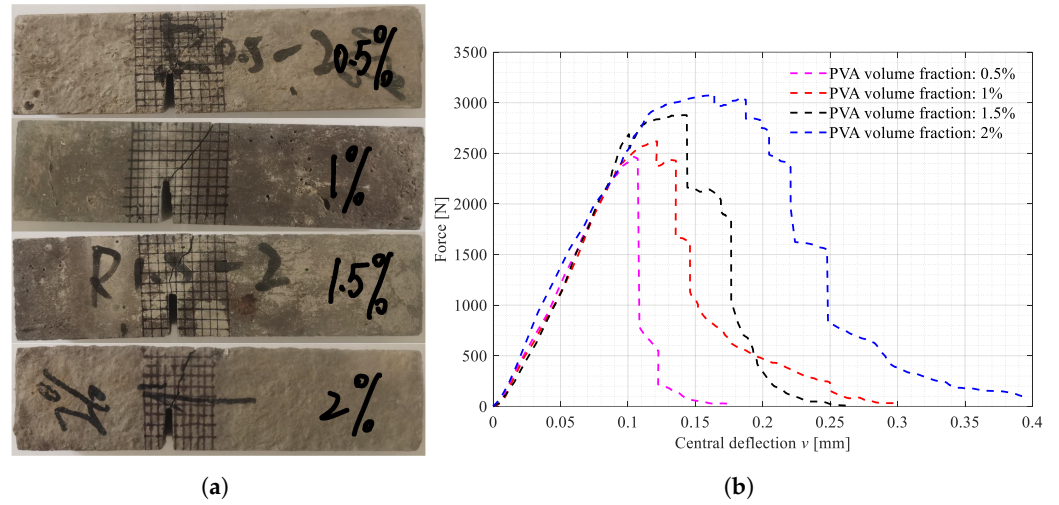 R0.5-2
0.5%
1%
R1.5-2
1.5%
2%
2%
(a)
3500
3000
2500
2000
1500
1000
500
0
Force [N]
PVA volume fraction: 0.5%
PVA volume fraction: 1%
PVA volume fraction: 1.5%
PVA volume fraction: 2%
0 0.05 0.1 0.15 0.2 0.25 0.3 0.35 0.4
Central deflection v [mm]
(b)